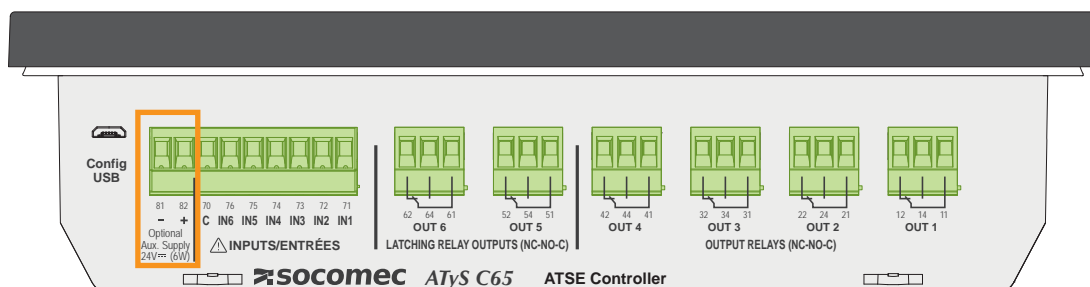 Config
USB
81 82 70 76 75 74 73 72 71
− + C IN6 IN5 IN4 IN3 IN2 IN1
Optional
Aux. Supply
24V⎓ (6W)
⚠ INPUTS/ENTRÉES
62 64 61
OUT 6
52 54 51
OUT 5
LATCHING RELAY OUTPUTS (NC-NO-C)
42 44 41
OUT 4
32 34 31
OUT 3
22 24 21
OUT 2
12 14 11
OUT 1
OUTPUT RELAYS (NC-NO-C)
socomec ATyS C65 ATSE Controller